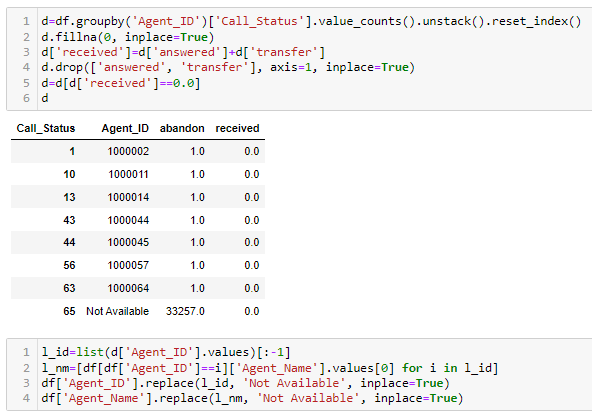 1 d=df.groupby('Agent_ID')['Call_Status'].value_counts().unstack().reset_index()
2 d.fillna(0, inplace=True)
3 d['received']=d['answered']+d['transfer']
4 d.drop(['answered', 'transfer'], axis=1, inplace=True)
5 d=d[d['received']==0.0]
6 d
Call_Status Agent_ID abandon received
1 1000002 1.0 0.0
10 1000011 1.0 0.0
13 1000014 1.0 0.0
43 1000044 1.0 0.0
44 1000045 1.0 0.0
56 1000057 1.0 0.0
63 1000064 1.0 0.0
65 Not Available 33257.0 0.0
1 l_id=list(d['Agent_ID'].values)[:-1]
2 l_nm=[df[df['Agent_ID']==i]['Agent_Name'].values[0] for i in l_id]
3 df['Agent_ID'].replace(l_id, 'Not Available', inplace=True)
4 df['Agent_Name'].replace(l_nm, 'Not Available', inplace=True)